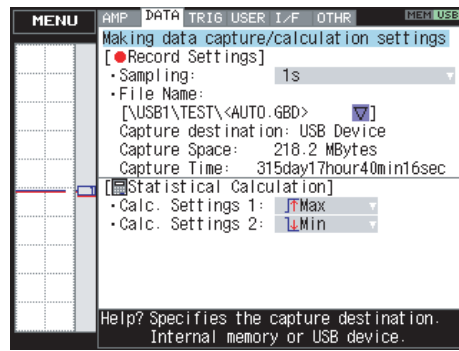 MENU AMP DATA TRIG USER I/F OTHR MEM USB
Making data capture/calculation settings
[●Record Settings]
・Sampling: 1s
・File Name:
[\USB1\TEST\<AUTO.GBD> ]
Capture destination: USB Device
Capture Space: 218.2 MBytes
Capture Time: 315day17hour40min16sec
[Statistical Calculation]
・Calc. Settings 1: Max
・Calc. Settings 2: Min
Help? Specifies the capture destination.
Internal memory or USB device.